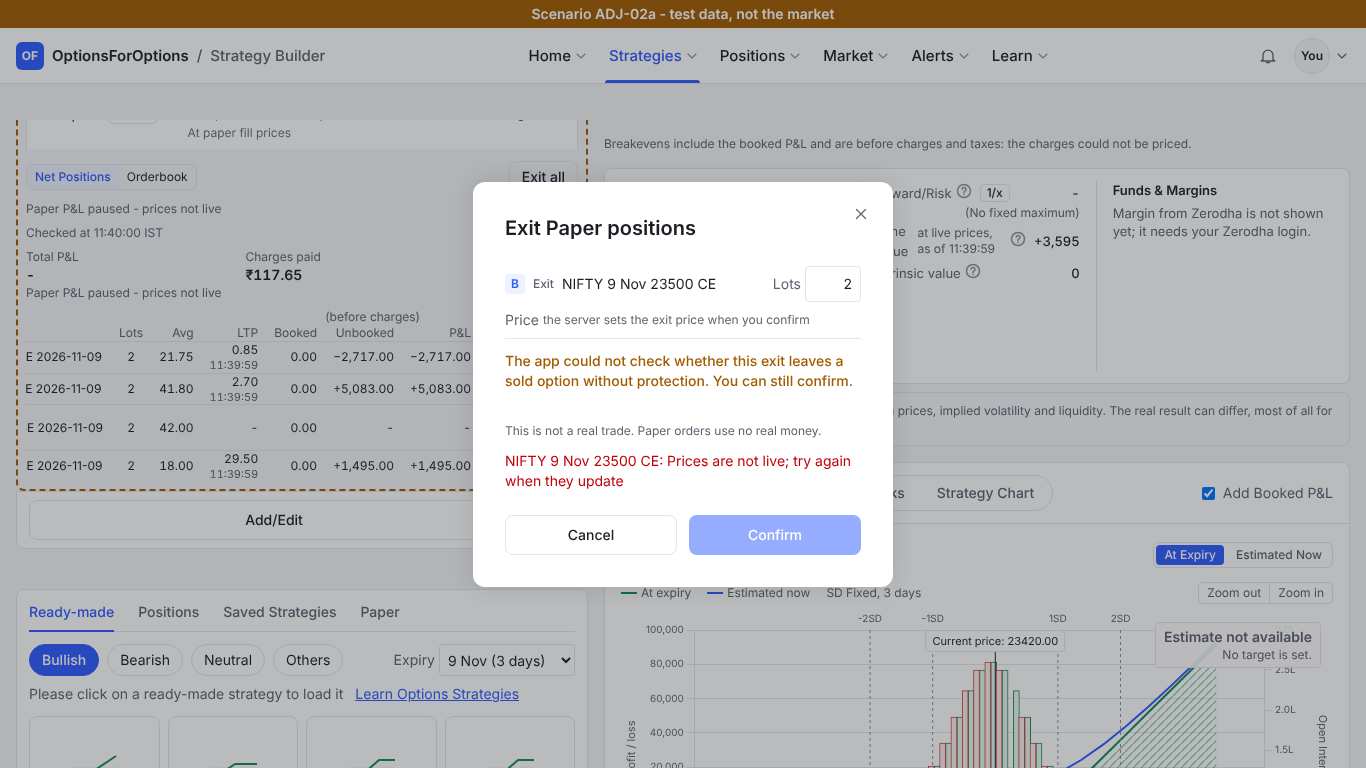 Scenario ADJ-02a - test data, not the market
OF OptionsForOptions / Strategy Builder
Home Strategies Positions Market Alerts Learn
You
At paper fill prices
Net Positions Orderbook
Exit all
Paper P&L paused - prices not live
Checked at 11:40:00 IST
Total P&L Charges paid
- ₹117.65
Paper P&L paused - prices not live
(before charges)
Lots Avg LTP Booked Unbooked P&L
E 2026-11-09 2 21.75 0.85 0.00 −2,717.00 −2,717.00
11:39:59
E 2026-11-09 2 41.80 2.70 0.00 +5,083.00 +5,083.00
11:39:59
E 2026-11-09 2 42.00 - 0.00 - -
E 2026-11-09 2 18.00 29.50 0.00 +1,495.00 +1,495.00
11:39:59
Add/Edit
Ready-made Positions Saved Strategies Paper
Bullish Bearish Neutral Others
Expiry 9 Nov (3 days)
Please click on a ready-made strategy to load it Learn Options Strategies
Exit Paper positions
B Exit NIFTY 9 Nov 23500 CE Lots 2
Price the server sets the exit price when you confirm
The app could not check whether this exit leaves a
sold option without protection. You can still confirm.
This is not a real trade. Paper orders use no real money.
NIFTY 9 Nov 23500 CE: Prices are not live; try again
when they update
Cancel Confirm
Breakevens include the booked P&L and are before charges and taxes: the charges could not be priced.
ward/Risk ? 1/x -
(No fixed maximum)
ne at live prices,
ue as of 11:39:59 ? +3,595
rinsic value ? 0
Funds & Margins
Margin from Zerodha is not shown
yet; it needs your Zerodha login.
prices, implied volatility and liquidity. The real result can differ, most of all for
ks Strategy Chart
Add Booked P&L
At Expiry Estimated Now
At expiry Estimated now SD Fixed, 3 days
Zoom out Zoom in
-2SD -1SD 1SD 2SD
Current price: 23420.00
Estimate not available
No target is set.
100,000
80,000
60,000
40,000
20,000
2.5L
2.0L
1.5L
ofit / loss
Open Inter